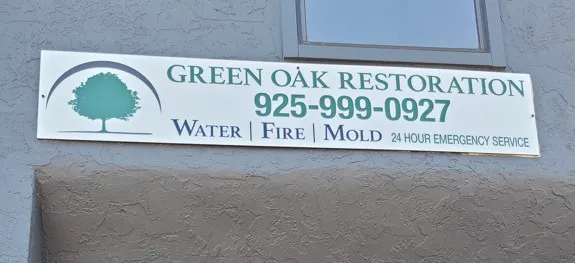 GREEN OAK RESTORATION
925-999-0927
WATER | FIRE | MOLD 24 HOUR EMERGENCY SERVICE